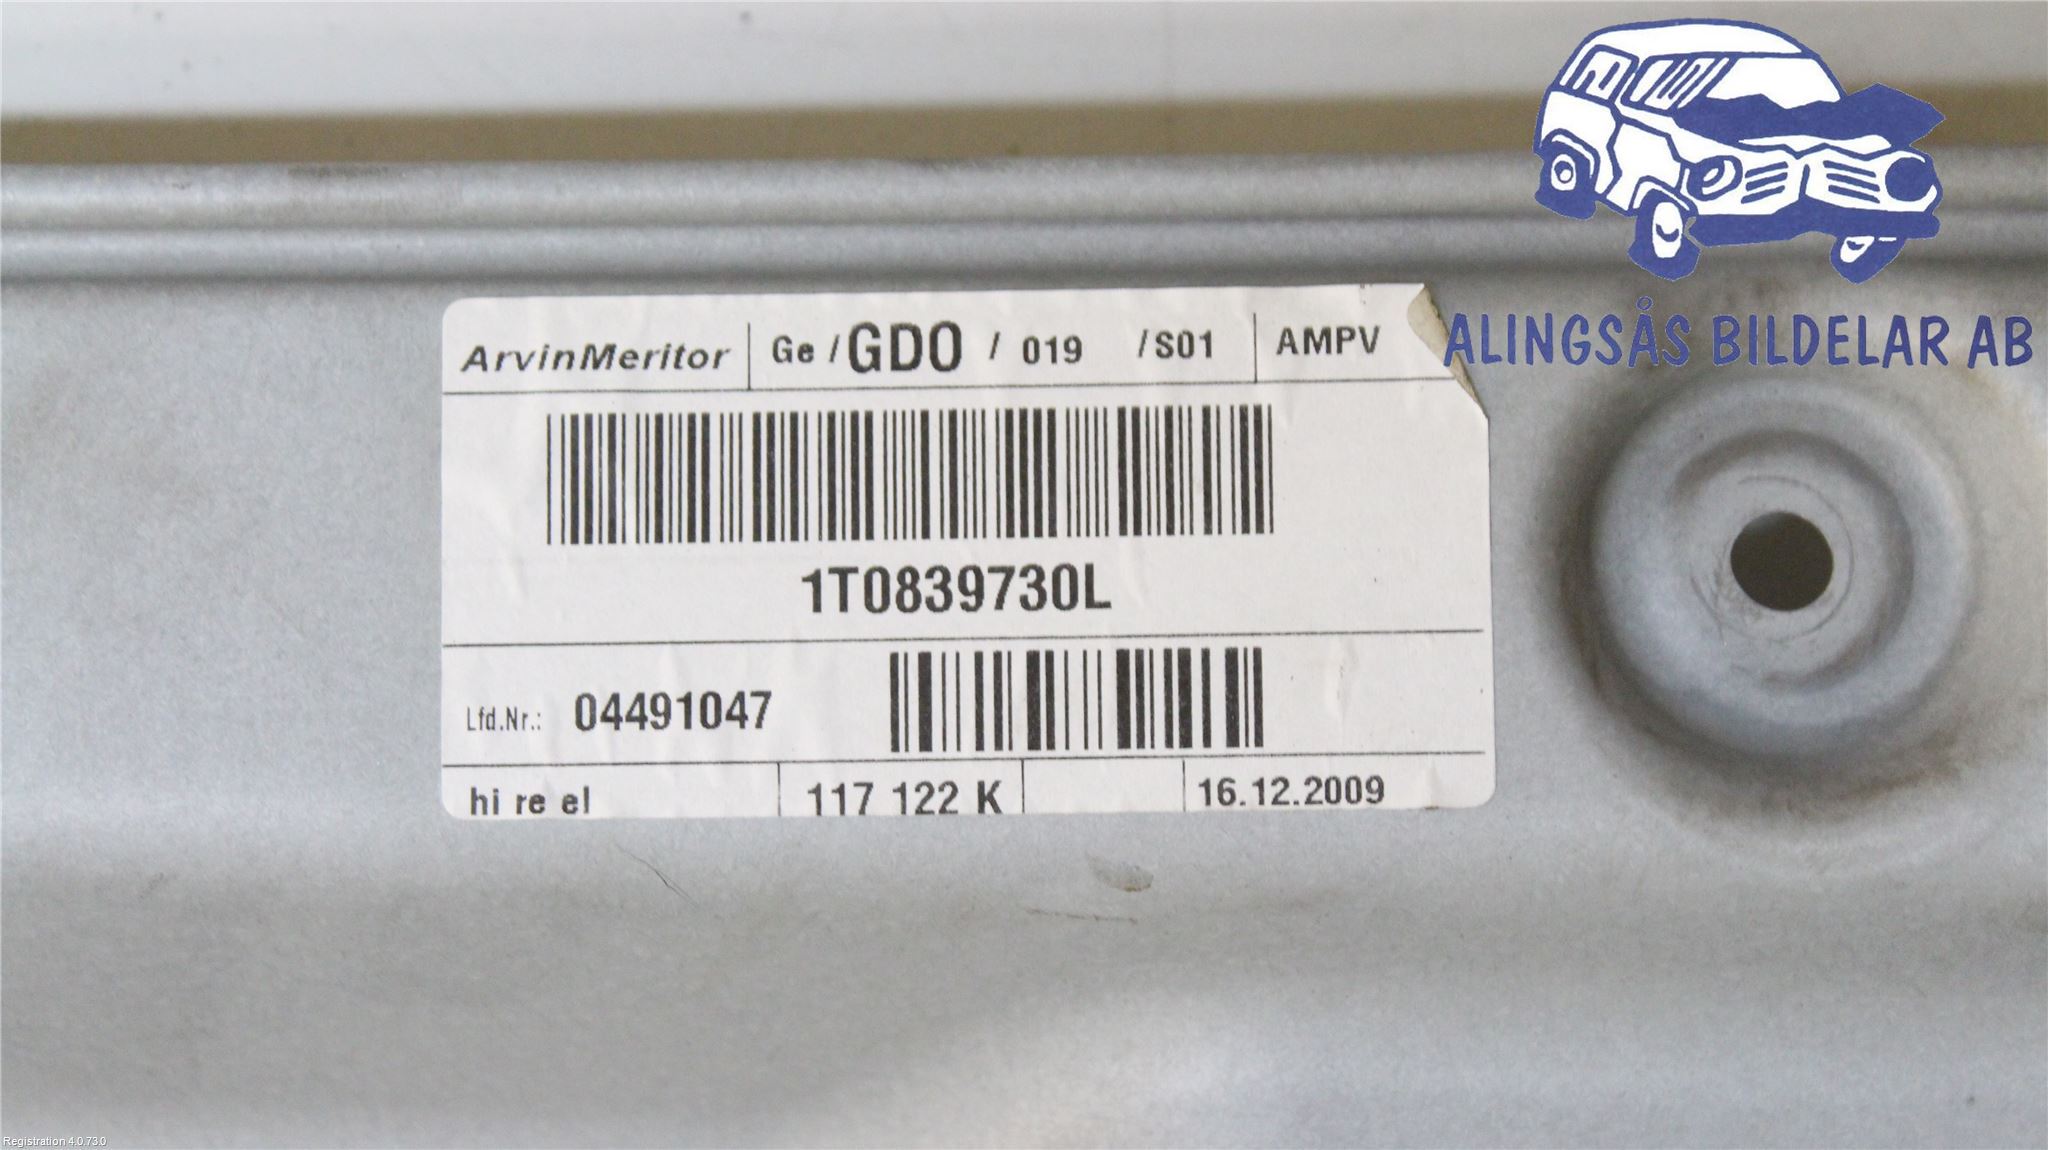 ALINGSÅS BILDELAR AB
ArvinMeritor Ge / GDO / 019 / S01 AMPV
1T0839730L
Lfd.Nr.: 04491047
hi re el 117 122 K 16.12.2009
Registration 4.0.73.0